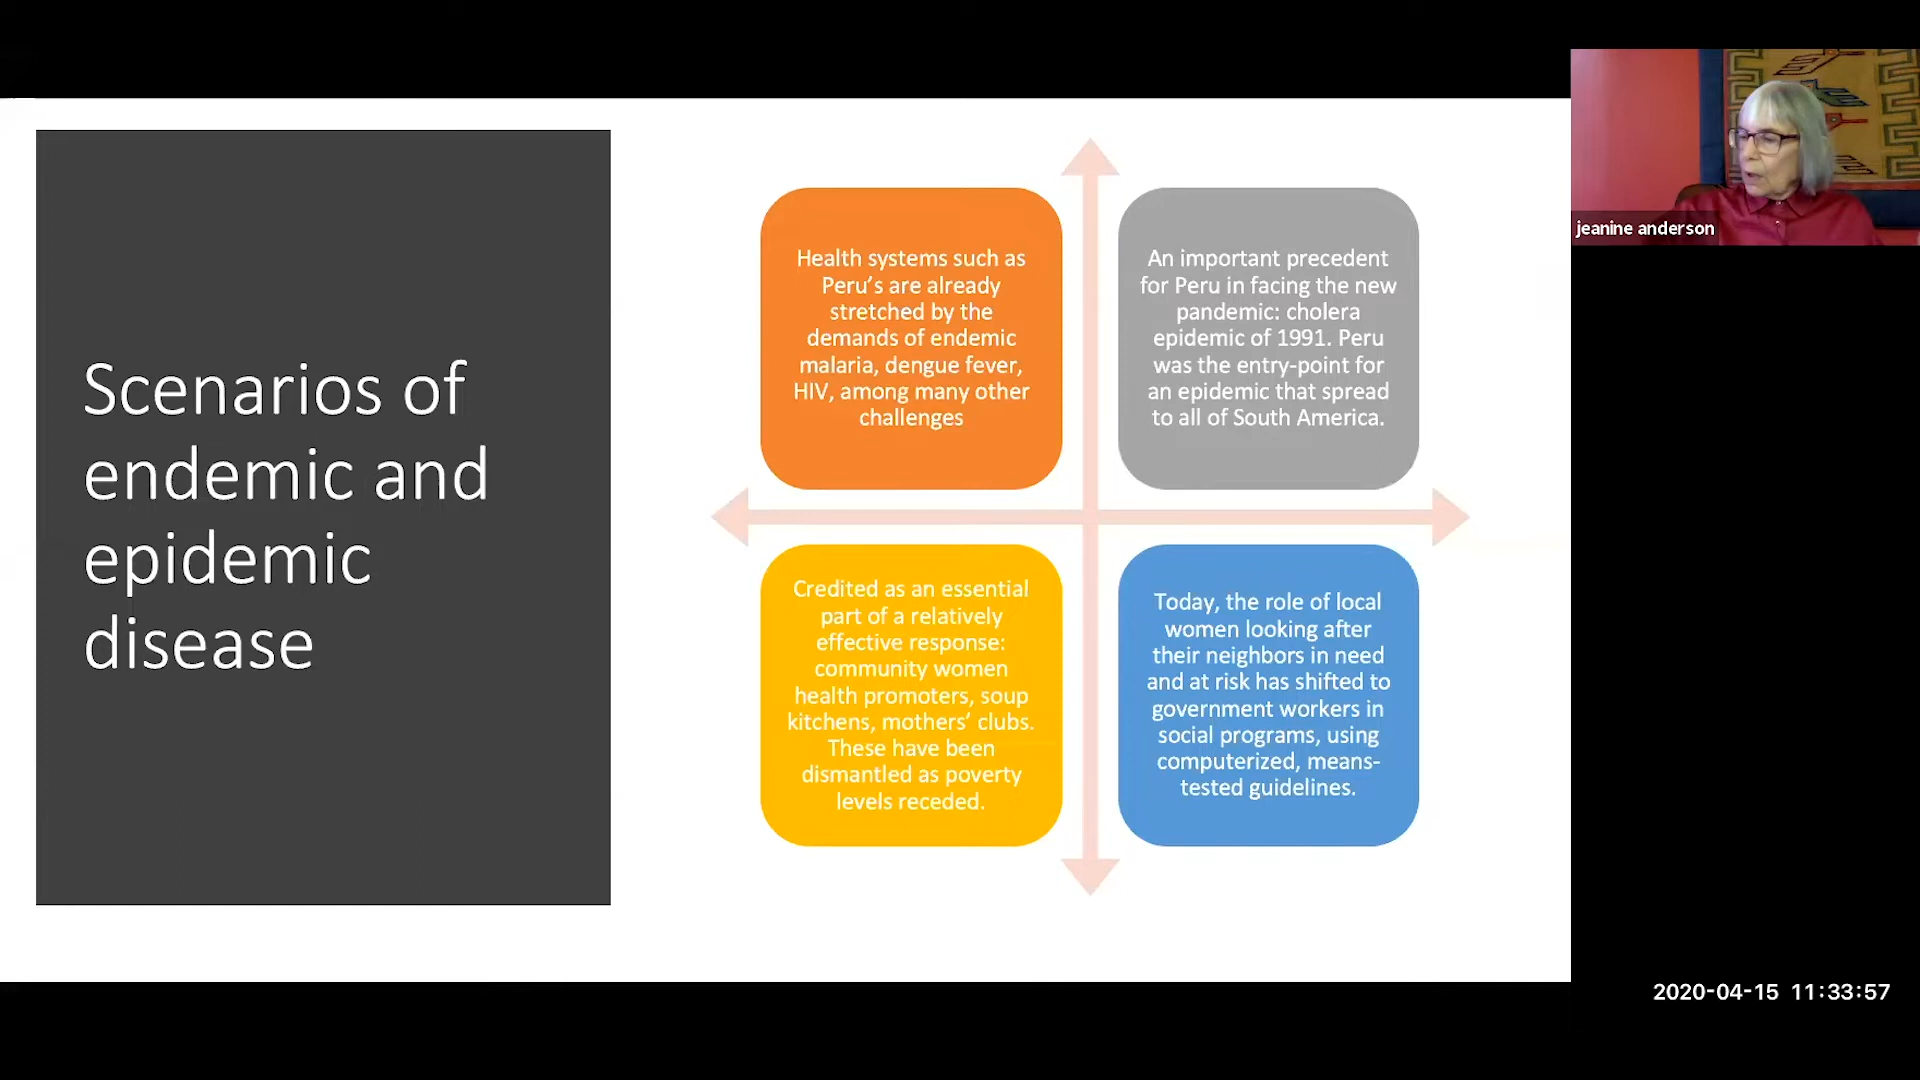 Scenarios of
endemic and
epidemic
disease
Health systems such as
Peru’s are already
stretched by the
demands of endemic
malaria, dengue fever,
HIV, among many other
challenges
An important precedent
for Peru in facing the new
pandemic: cholera
epidemic of 1991. Peru
was the entry-point for
an epidemic that spread
to all of South America.
Credited as an essential
part of a relatively
effective response:
community women
health promoters, soup
kitchens, mothers’ clubs.
These have been
dismantled as poverty
levels receded.
Today, the role of local
women looking after
their neighbors in need
and at risk has shifted to
government workers in
social programs, using
computerized, means-
tested guidelines.
jeanine anderson
2020-04-15 11:33:57